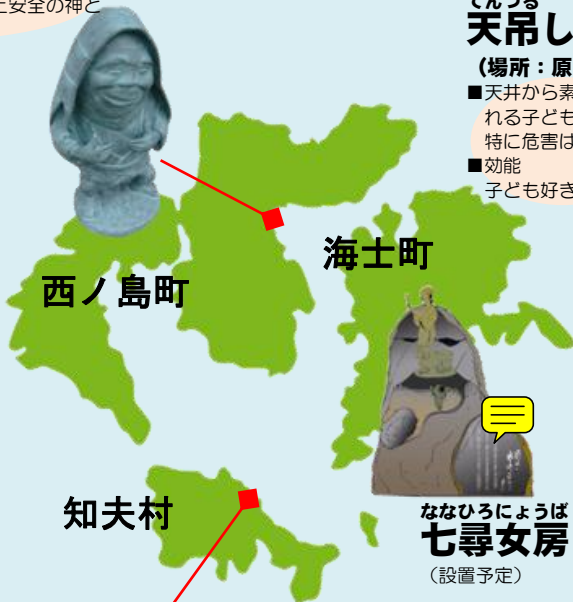 上安全の神と
てんつる
天吊し
（場所：原
■天井から素
れる子ども
特に危害は
■効能
子ども好き
海士町
西ノ島町
知夫村
ななひろにょうば
七尋女房
（設置予定）